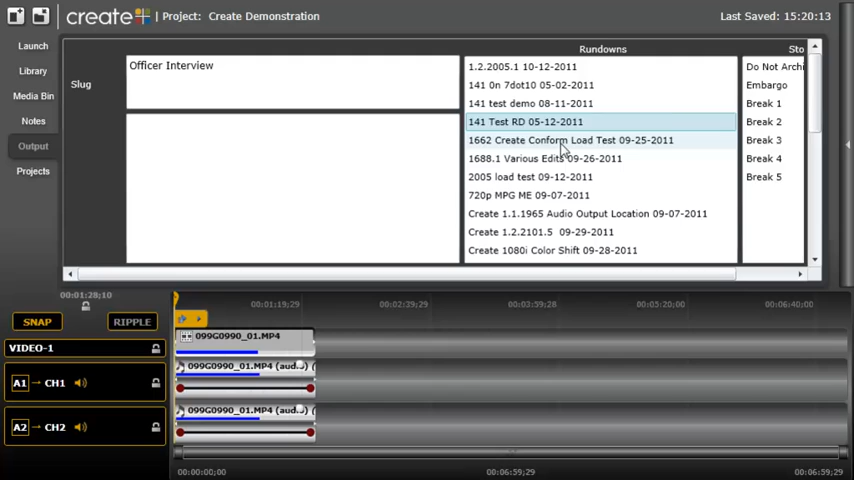 create Project: Create Demonstration Last Saved: 15:20:13
Launch
Library
Media Bin
Notes
Output
Projects
Slug
Officer Interview
Rundowns
1.2.2005.1 10-12-2011
141 0n 7dot10 05-02-2011
141 test demo 08-11-2011
141 Test RD 05-12-2011
1662 Create Conform Load Test 09-25-2011
1688.1 Various Edits 09-26-2011
2005 load test 09-12-2011
720p MPG ME 09-07-2011
Create 1.1.1965 Audio Output Location 09-07-2011
Create 1.2.2101.5 09-29-2011
Create 1080i Color Shift 09-28-2011
Sto
Do Not Archi
Embargo
Break 1
Break 2
Break 3
Break 4
Break 5
00:01:28;10
00:01:19;29 00:02:39;29 00:03:59;28 00:05:20;00 00:06:40;00
SNAP RIPPLE
VIDEO-1
099G0990_01.MP4
A1 CH1
099G0990_01.MP4 (aud..) (
A2 CH2
099G0990_01.MP4 (aud..) (
00:00:00;00 00:06:59;29 00:06:59;29